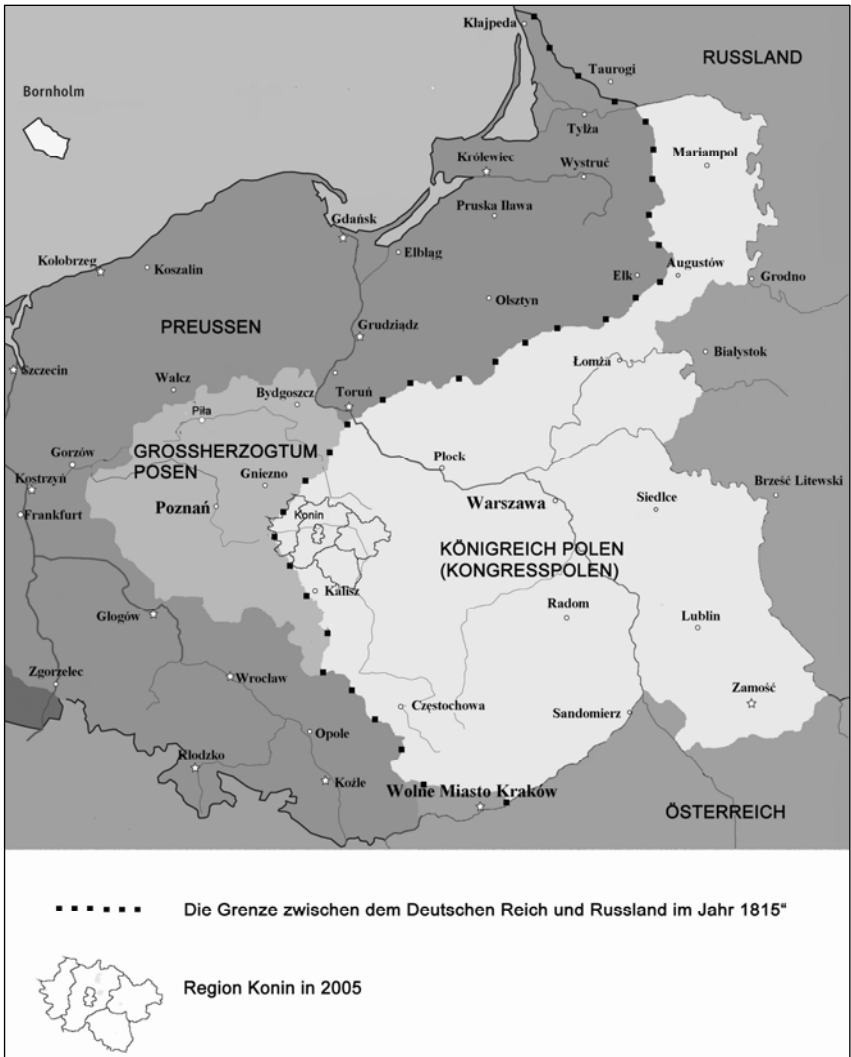 Kłajpeda
RUSSLAND
Taurogi
Bornholm
Tylża
Mariampol
Królewiec
Wystruć
Pruska Iława
Gdańsk
Elbląg
Kołobrzeg
Koszalin
Ełk
Augustów
Grodno
Olsztyn
PREUSSEN
Grudziądz
Szczecin
Łomża
Białystok
Wałcz
Bydgoszcz
Toruń
Piła
GROSSHERZOGTUM
POSEN
Gorzów
Płock
Gniezno
Kostrzyń
Brześć Litewski
Poznań
Warszawa
Siedlce
Frankfurt
Konin
KÖNIGREICH POLEN
(KONGRESSPOLEN)
Kalisz
Radom
Głogów
Lublin
Zgorzelec
Wrocław
Zamość
Częstochowa
Sandomierz
Opole
Kłodzko
Koźle
Wolne Miasto Kraków
ÖSTERREICH
Die Grenze zwischen dem Deutschen Reich und Russland im Jahr 1815“
Region Konin in 2005